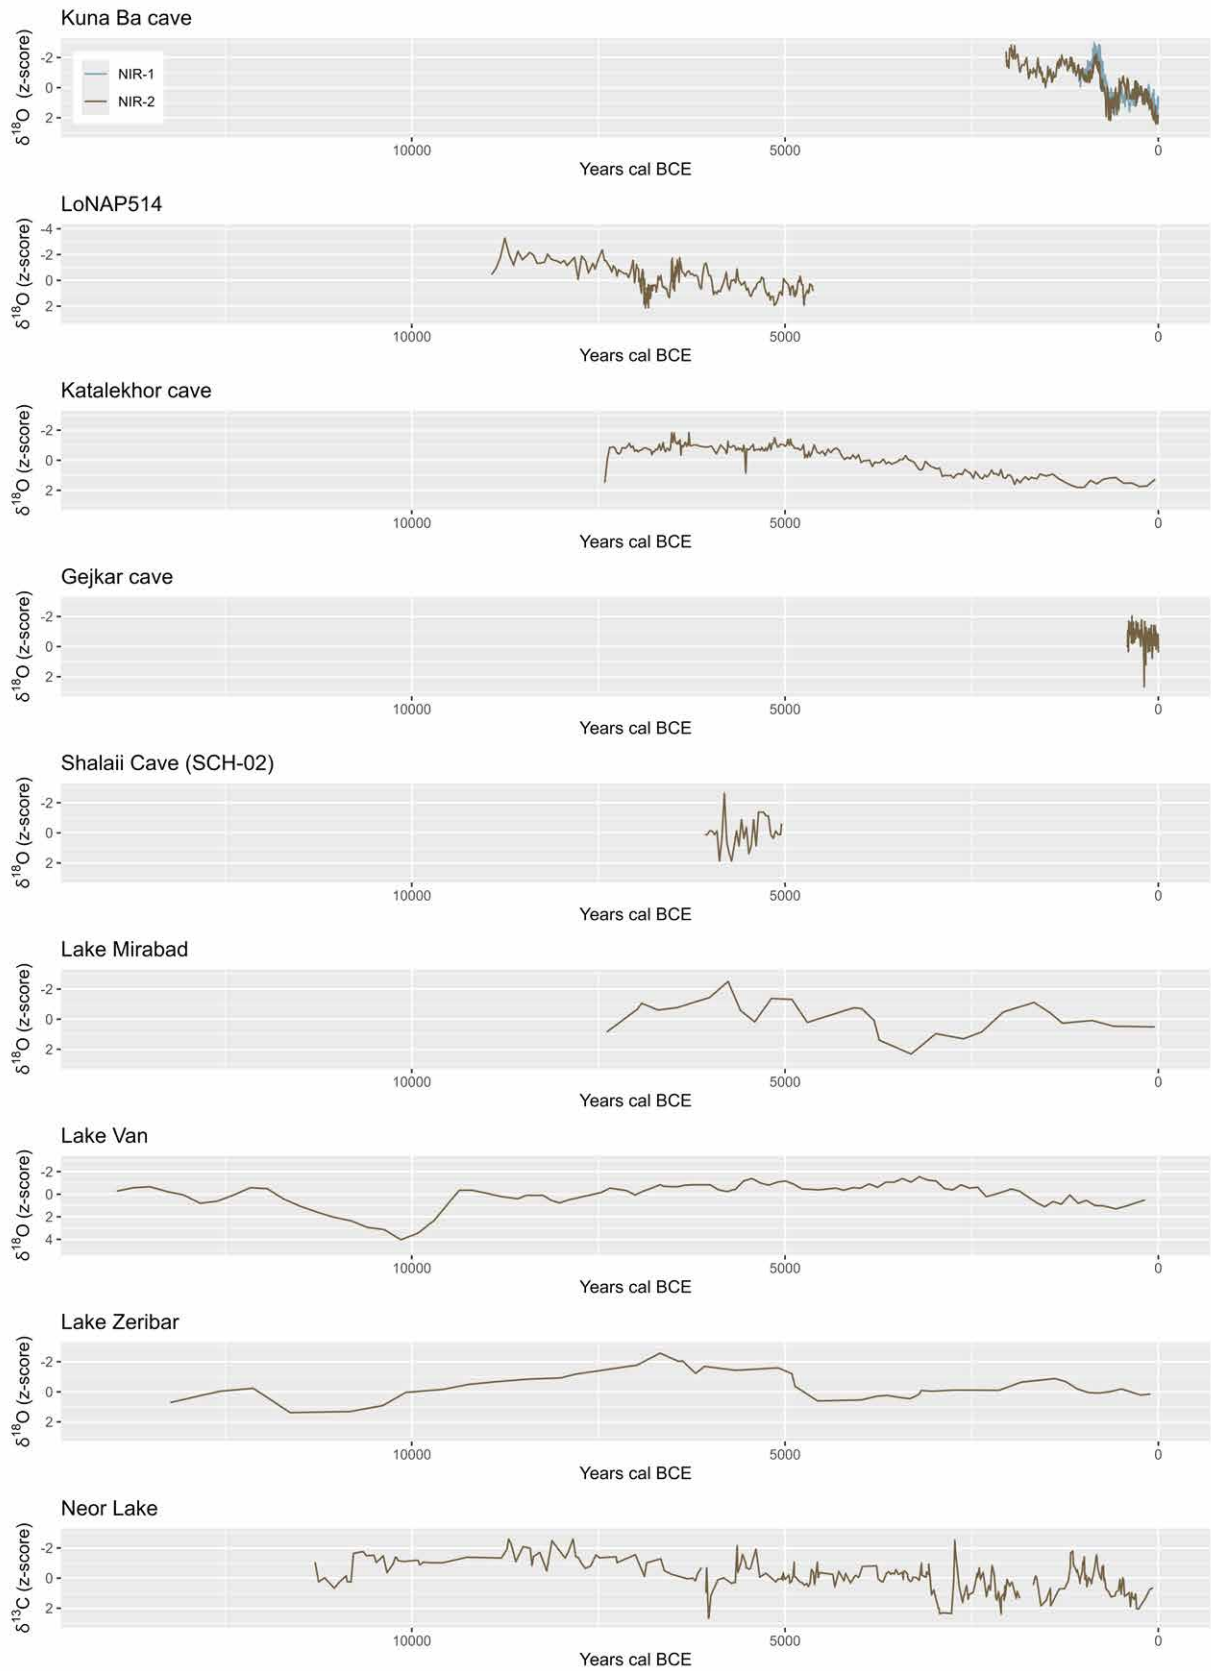 Kuna Ba cave
δ18O (z-score)
-2
0
2
NIR-1
NIR-2
10000 5000 0
Years cal BCE
LoNAP514
δ18O (z-score)
-4
-2
0
2
10000 5000 0
Years cal BCE
Katalekhor cave
δ18O (z-score)
-2
0
2
10000 5000 0
Years cal BCE
Gejkar cave
δ18O (z-score)
-2
0
2
10000 5000 0
Years cal BCE
Shalaii Cave (SCH-02)
δ18O (z-score)
-2
0
2
10000 5000 0
Years cal BCE
Lake Mirabad
δ18O (z-score)
-2
0
2
10000 5000 0
Years cal BCE
Lake Van
δ18O (z-score)
-2
0
2
4
10000 5000 0
Years cal BCE
Lake Zeribar
δ18O (z-score)
-2
0
2
10000 5000 0
Years cal BCE
Neor Lake
δ13C (z-score)
-2
0
2
10000 5000 0
Years cal BCE